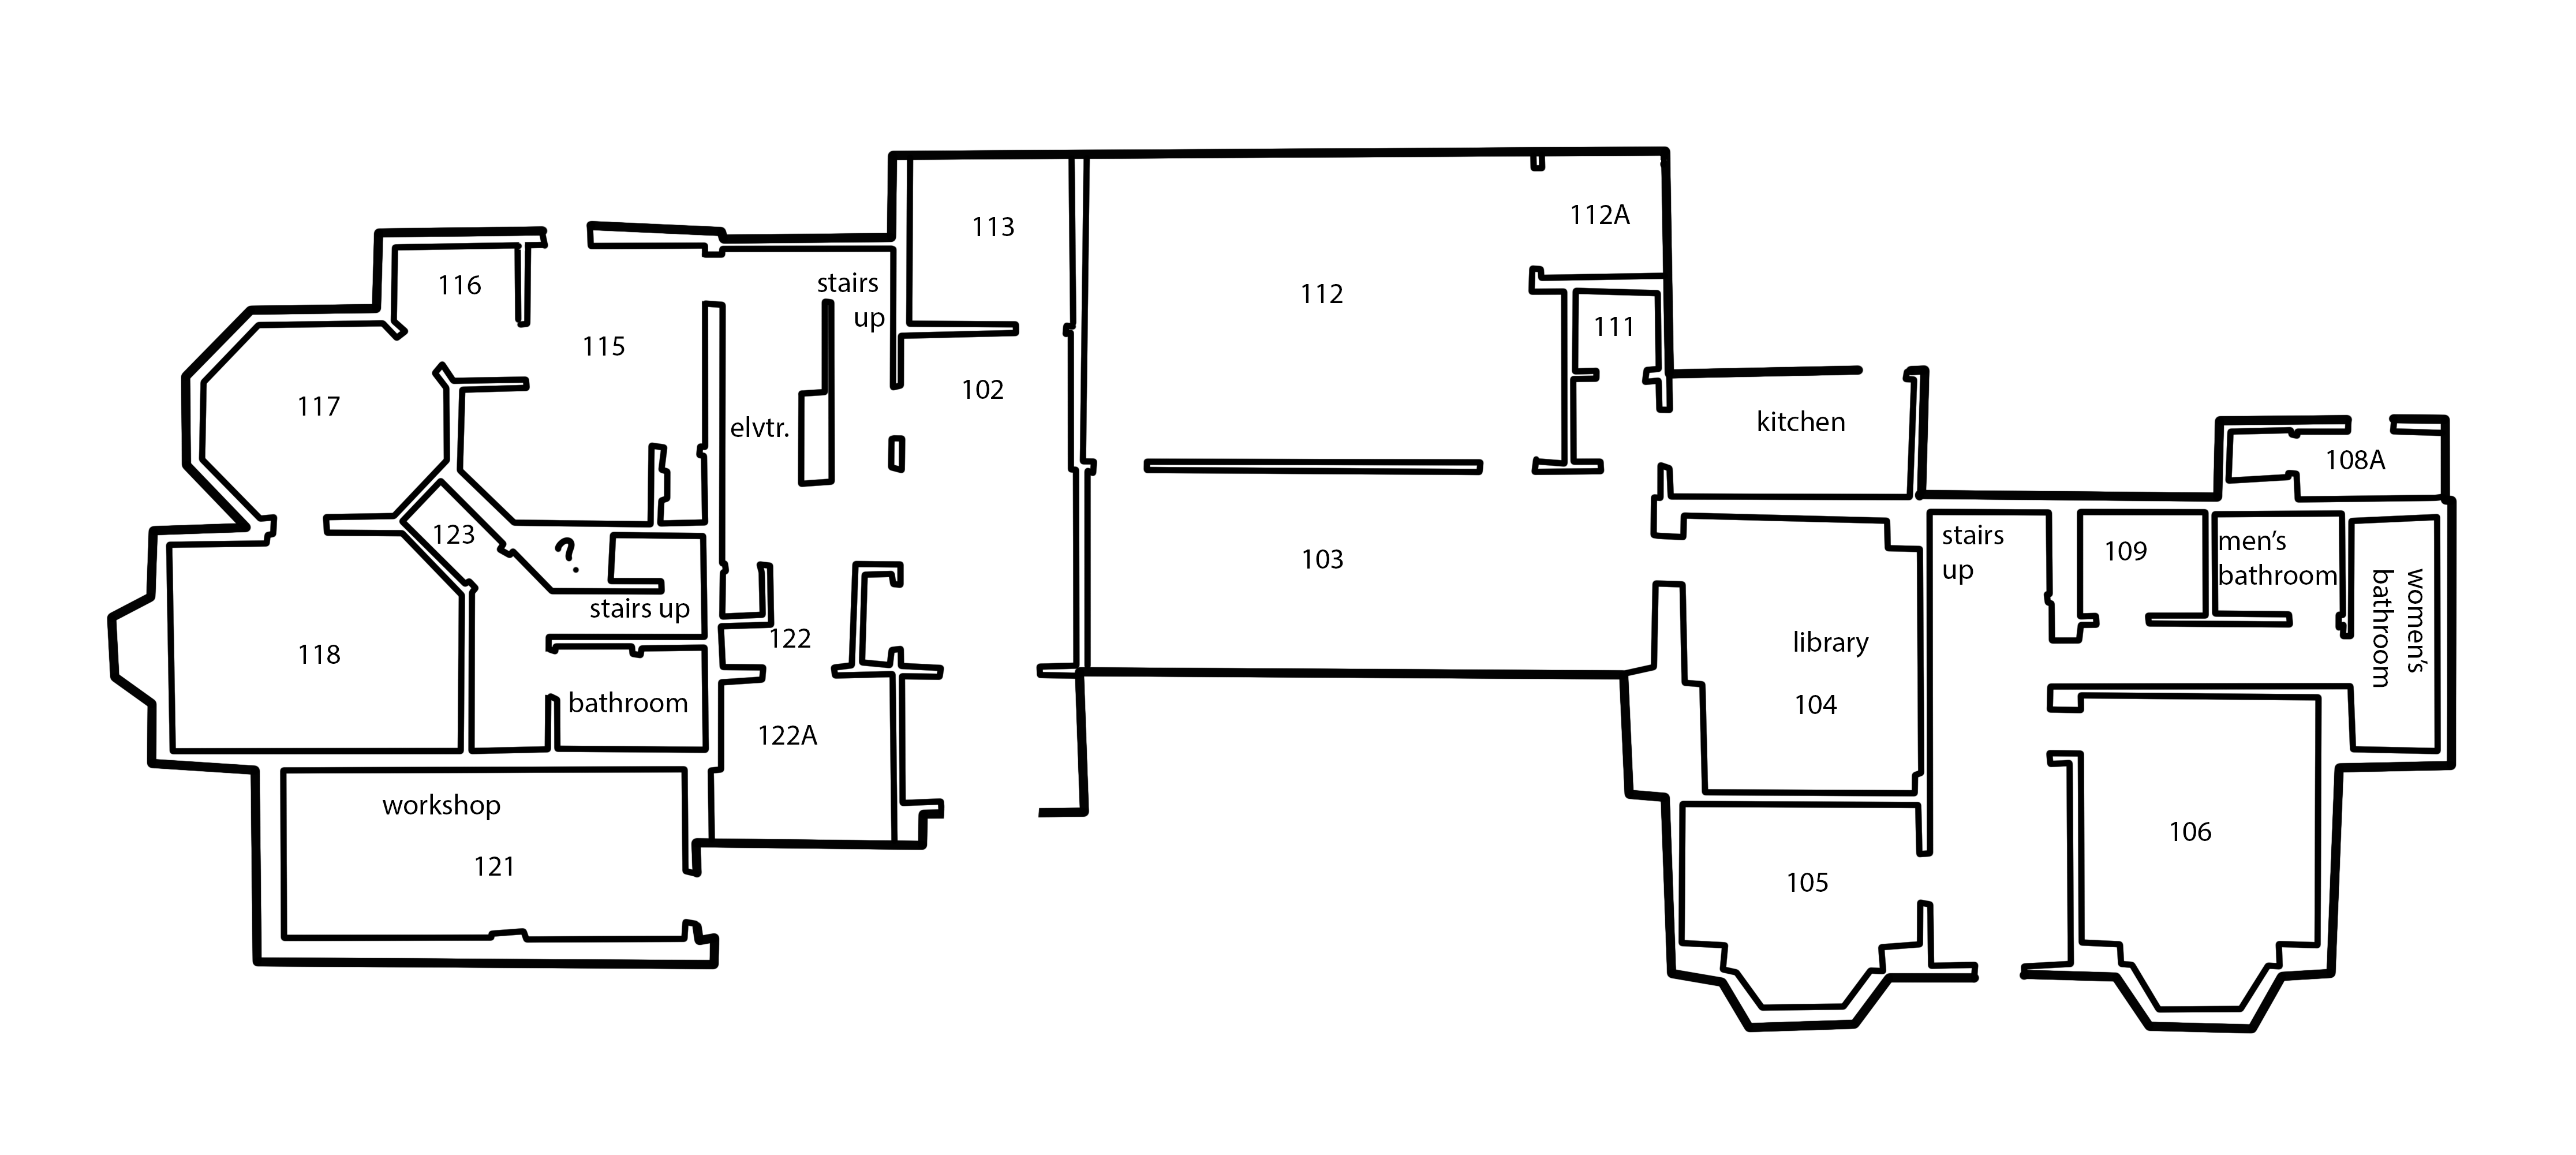 113
112A
116
stairs
up
112
111
115
102
117
elvtr.
kitchen
108A
123
?
stairs
up
109
men's
bathroom
women's
bathroom
103
stairs up
122
118
library
104
bathroom
122A
workshop
121
106
105